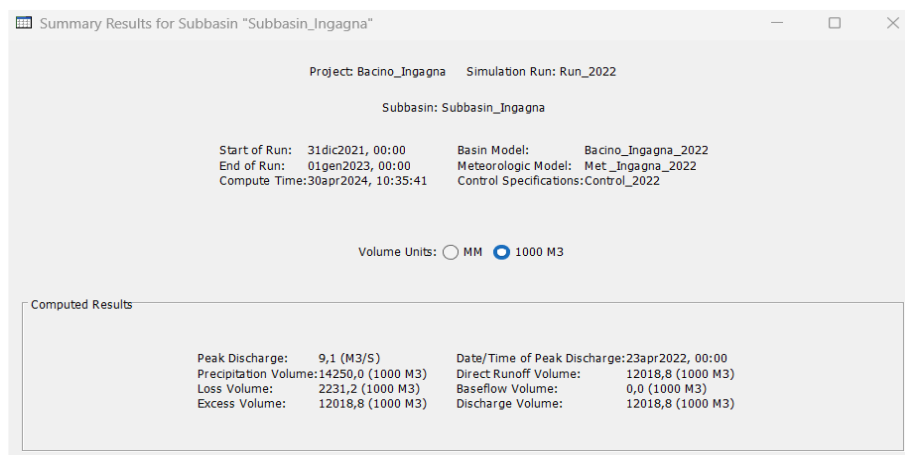 Summary Results for Subbasin "Subbasin_Ingagna"
Project: Bacino_Ingagna Simulation Run: Run_2022
Subbasin: Subbasin_Ingagna
Start of Run: 31dic2021, 00:00 Basin Model: Bacino_Ingagna_2022
End of Run: 01gen2023, 00:00 Meteorologic Model: Met_Ingagna_2022
Compute Time:30apr2024, 10:35:41 Control Specifications:Control_2022
Volume Units: MM 1000 M3
Computed Results
Peak Discharge: 9,1 (M3/S) Date/Time of Peak Discharge:23apr2022, 00:00
Precipitation Volume:14250,0 (1000 M3) Direct Runoff Volume: 12018,8 (1000 M3)
Loss Volume: 2231,2 (1000 M3) Baseflow Volume: 0,0 (1000 M3)
Excess Volume: 12018,8 (1000 M3) Discharge Volume: 12018,8 (1000 M3)